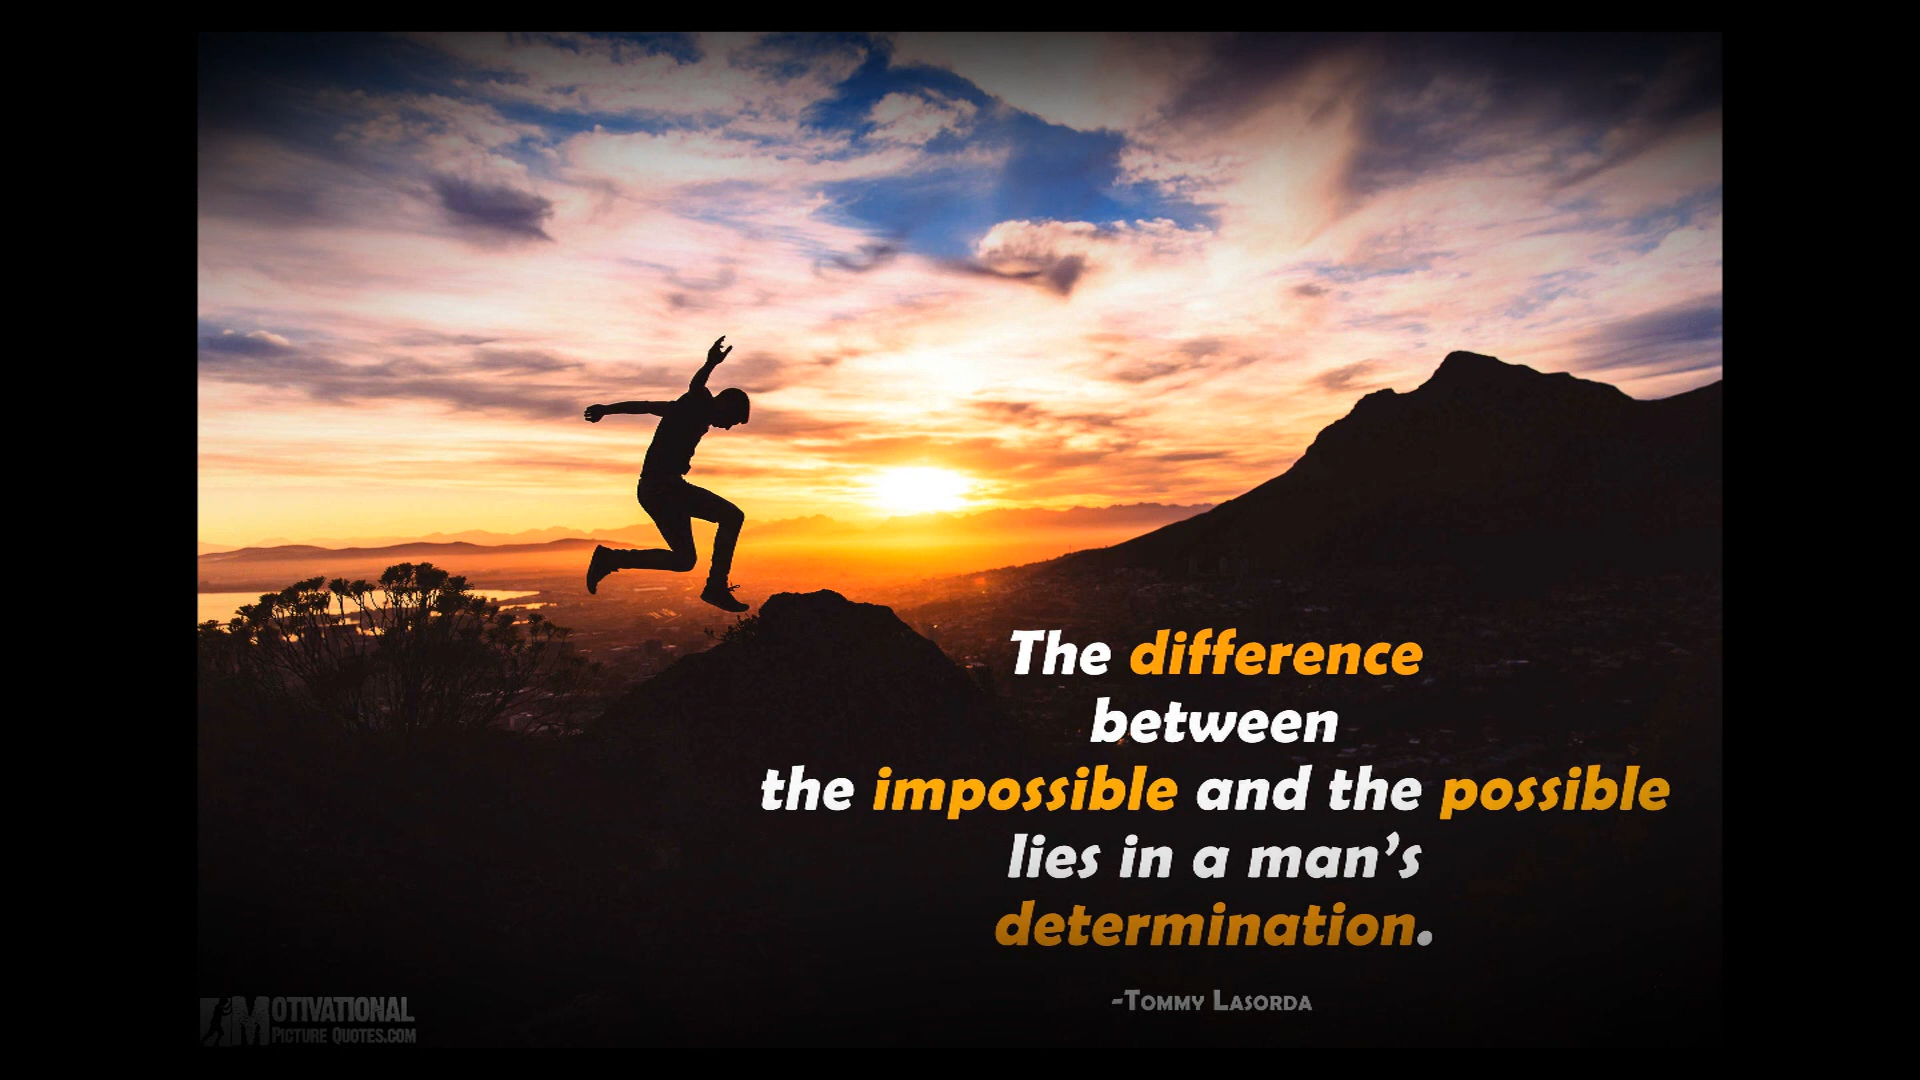 The difference
between
the impossible and the possible
lies in a man’s
determination.
-Tommy Lasorda
Motivational
Picture Quotes.com